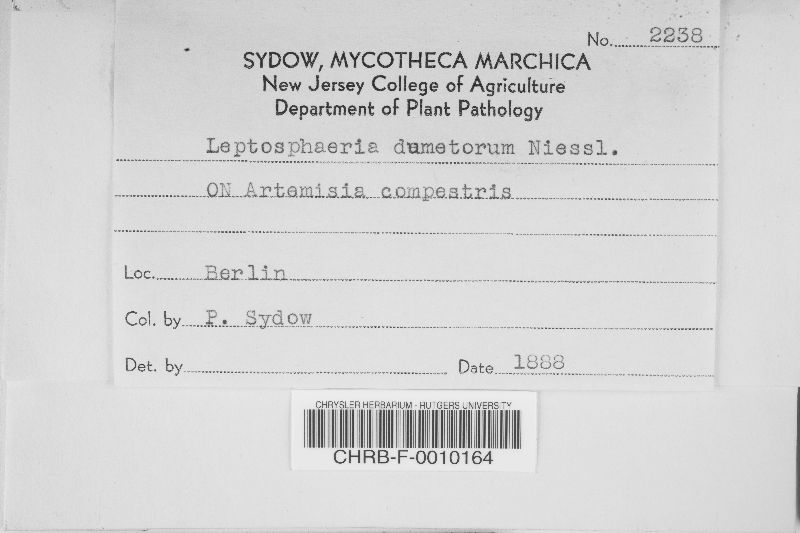 No. 2238
SYDOW, MYCOTHECA MARCHICA
New Jersey College of Agriculture
Department of Plant Pathology
Leptosphaeria dumetorum Niessl.
ON Artemisia compestris
Loc. Berlin
Col. by P. Sydow
Det. by Date 1888
CHRYSLER HERBARIUM - RUTGERS UNIVERSITY
CHRB-F-0010164